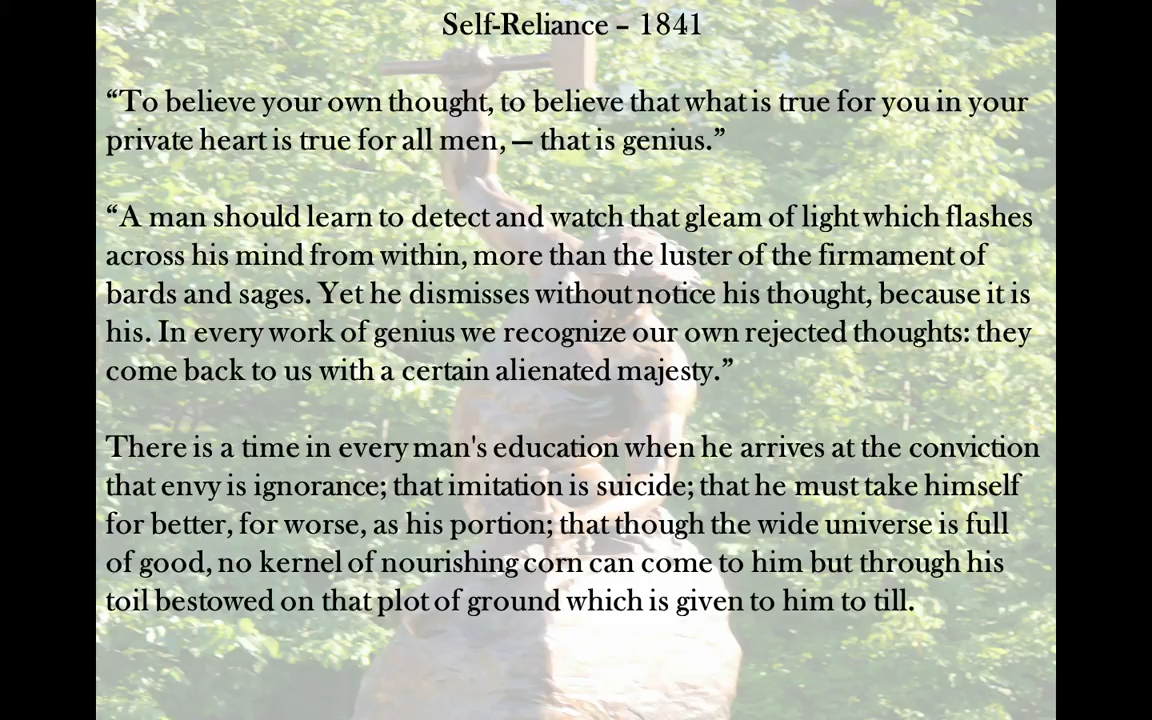 Self-Reliance – 1841
“To believe your own thought, to believe that what is true for you in your
private heart is true for all men, — that is genius.”
“A man should learn to detect and watch that gleam of light which flashes
across his mind from within, more than the luster of the firmament of
bards and sages. Yet he dismisses without notice his thought, because it is
his. In every work of genius we recognize our own rejected thoughts: they
come back to us with a certain alienated majesty.”
There is a time in every man's education when he arrives at the conviction
that envy is ignorance; that imitation is suicide; that he must take himself
for better, for worse, as his portion; that though the wide universe is full
of good, no kernel of nourishing corn can come to him but through his
toil bestowed on that plot of ground which is given to him to till.